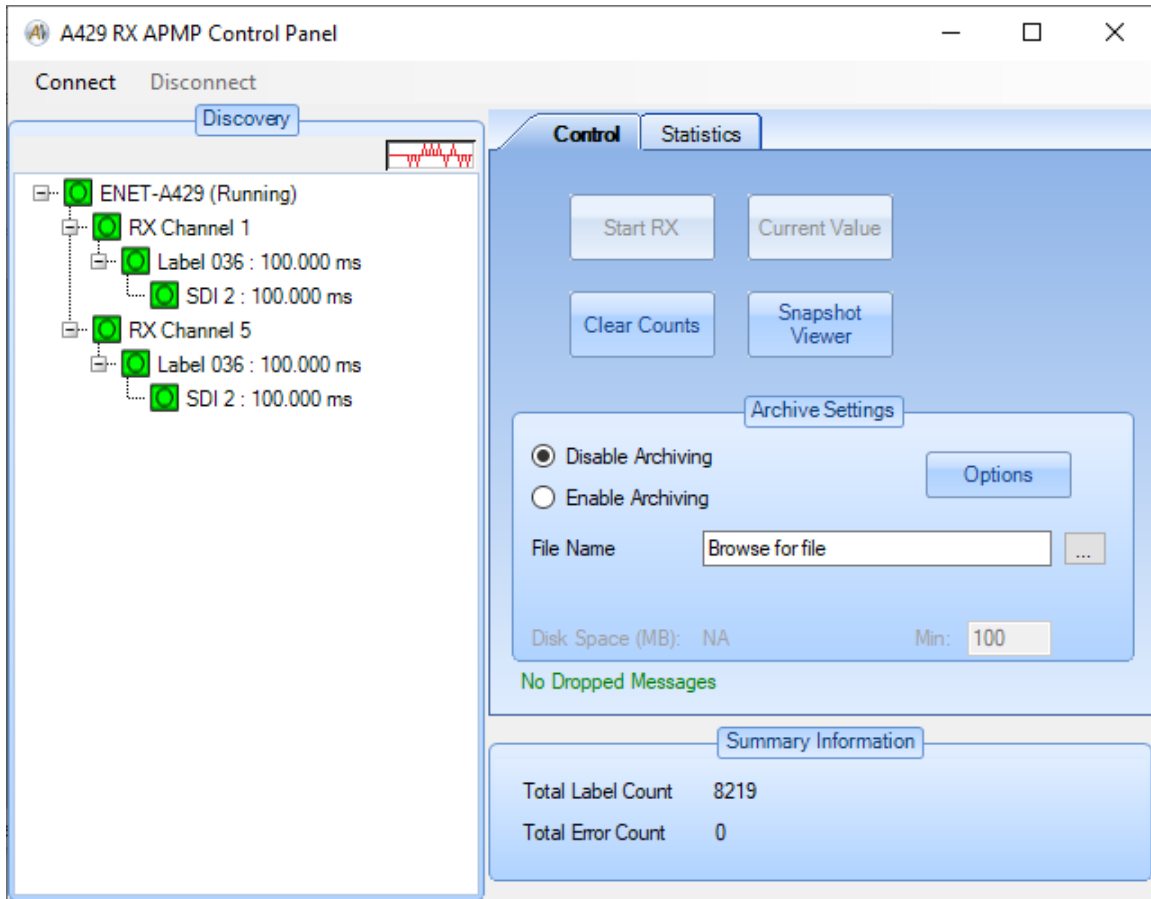 A429 RX APMP Control Panel
Connect Disconnect
Discovery
ENET-A429 (Running)
RX Channel 1
Label 036 : 100.000 ms
SDI 2 : 100.000 ms
RX Channel 5
Label 036 : 100.000 ms
SDI 2 : 100.000 ms
Control Statistics
Start RX Current Value
Clear Counts
Snapshot
Viewer
Archive Settings
Disable Archiving
Options
Enable Archiving
File Name Browse for file ...
Disk Space (MB): NA Min: 100
No Dropped Messages
Summary Information
Total Label Count 8219
Total Error Count 0